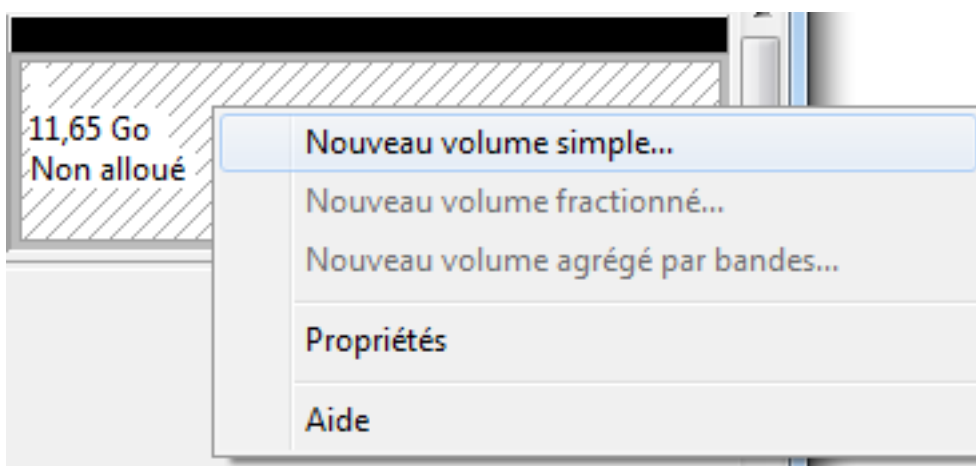 11,65 Go
Non alloué
Nouveau volume simple...
Nouveau volume fractionné...
Nouveau volume agrégé par bandes...
Propriétés
Aide